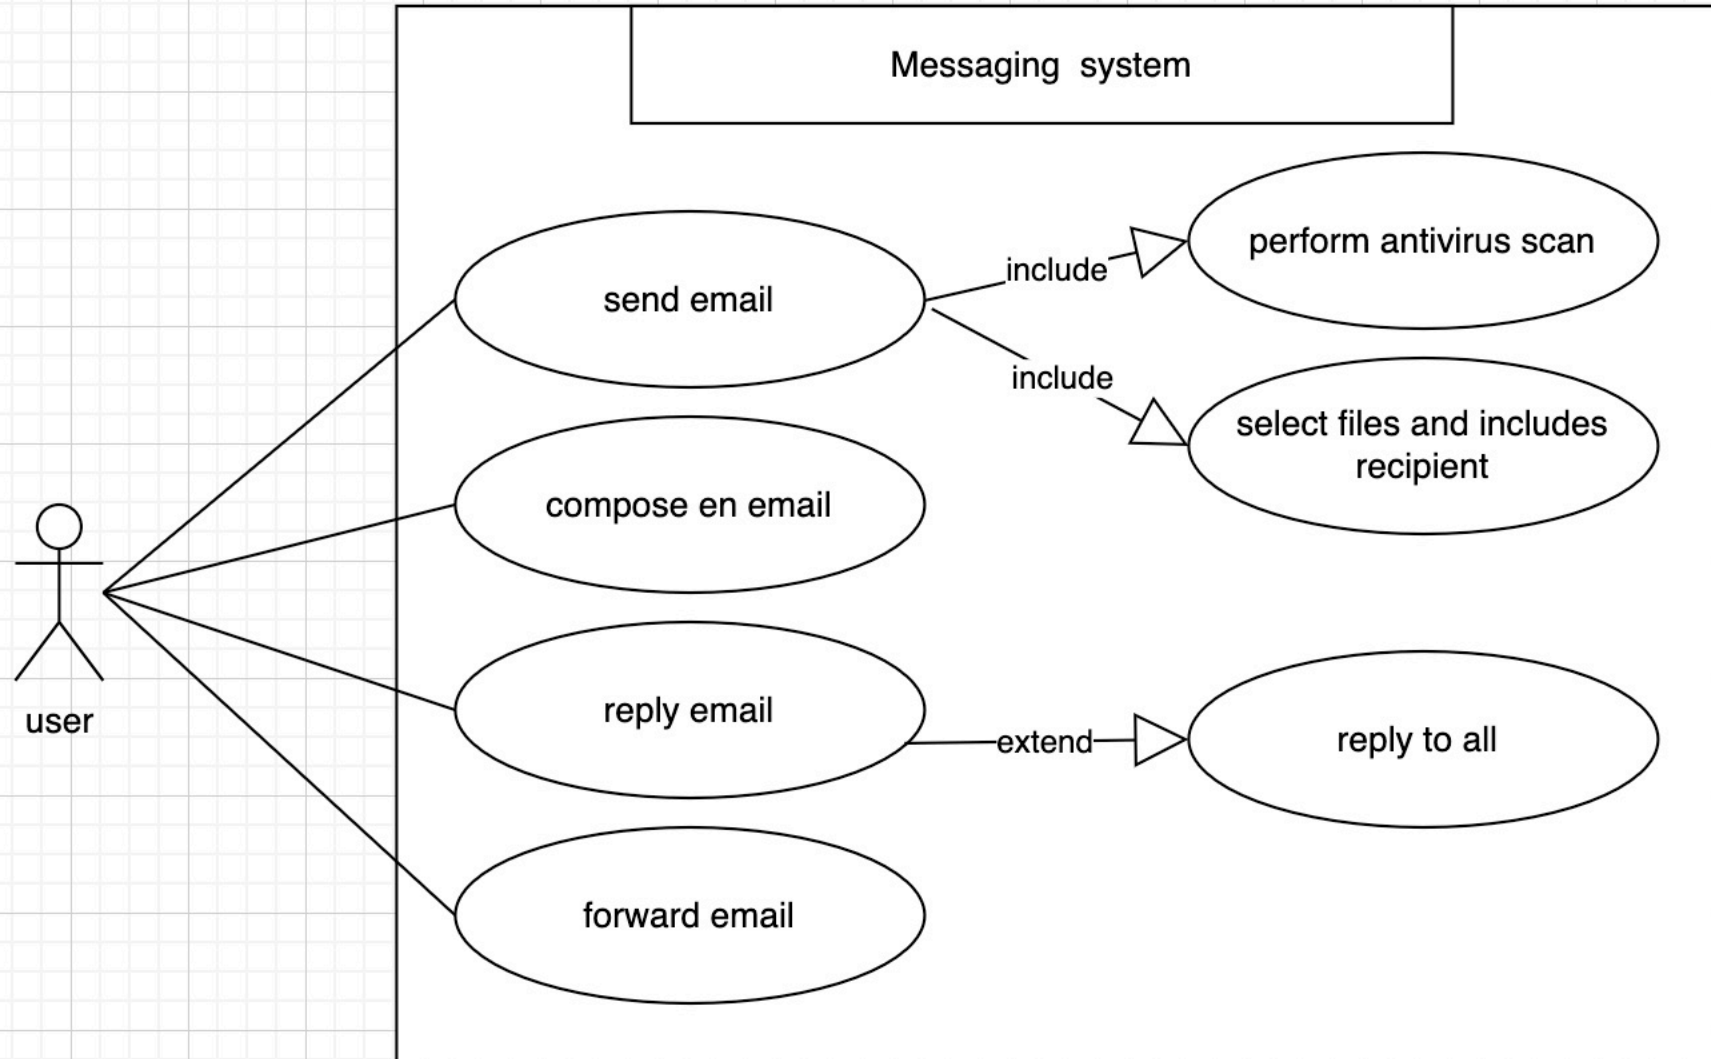 Messaging system
perform antivirus scan
include
send email
include
select files and includes
recipient
compose en email
user
reply email
extend
reply to all
forward email